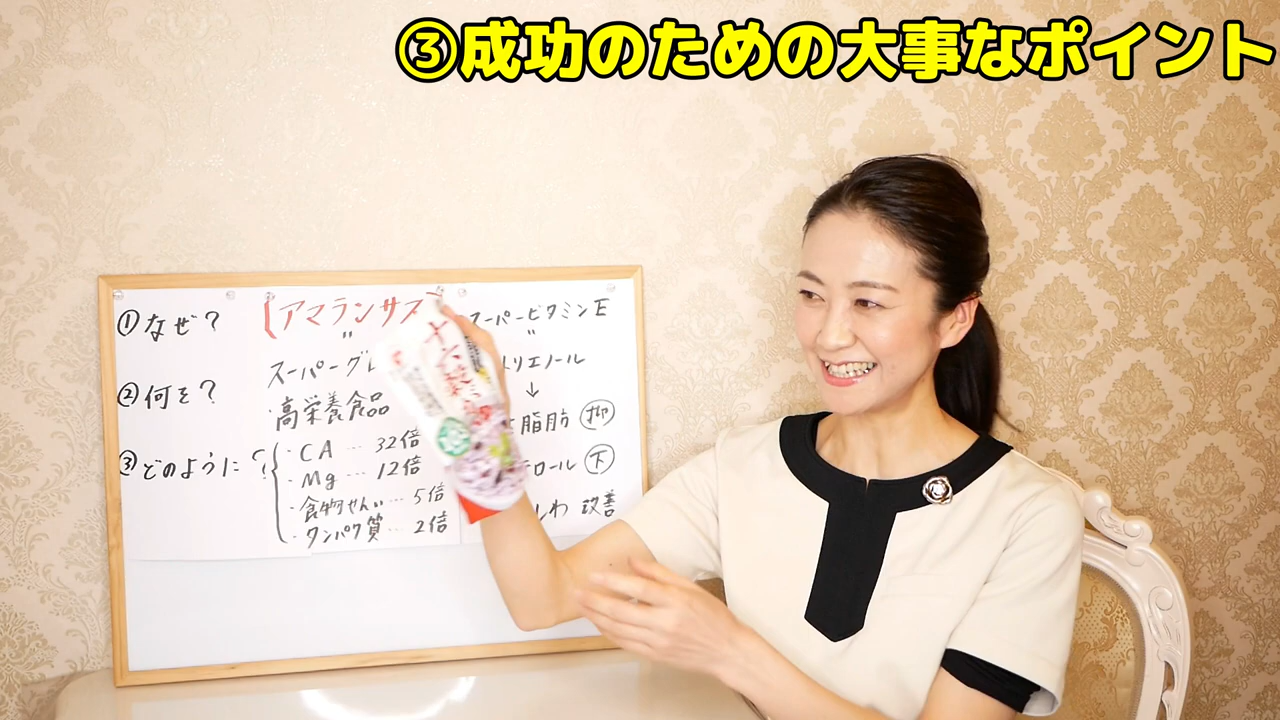 ③成功のための大事なポイント
①なぜ？
②何を？
③どのように？
【アマランサス
〃
スーパーグレ
・高栄養食品
・CA … 32倍
・Mg … 12倍
・食物せんい … 5倍
・タンパク質 … 2倍
スーパービタミンE
〃
トリエノール
↓
脂肪 抑
テロール 下
しわ 改善
十六穀